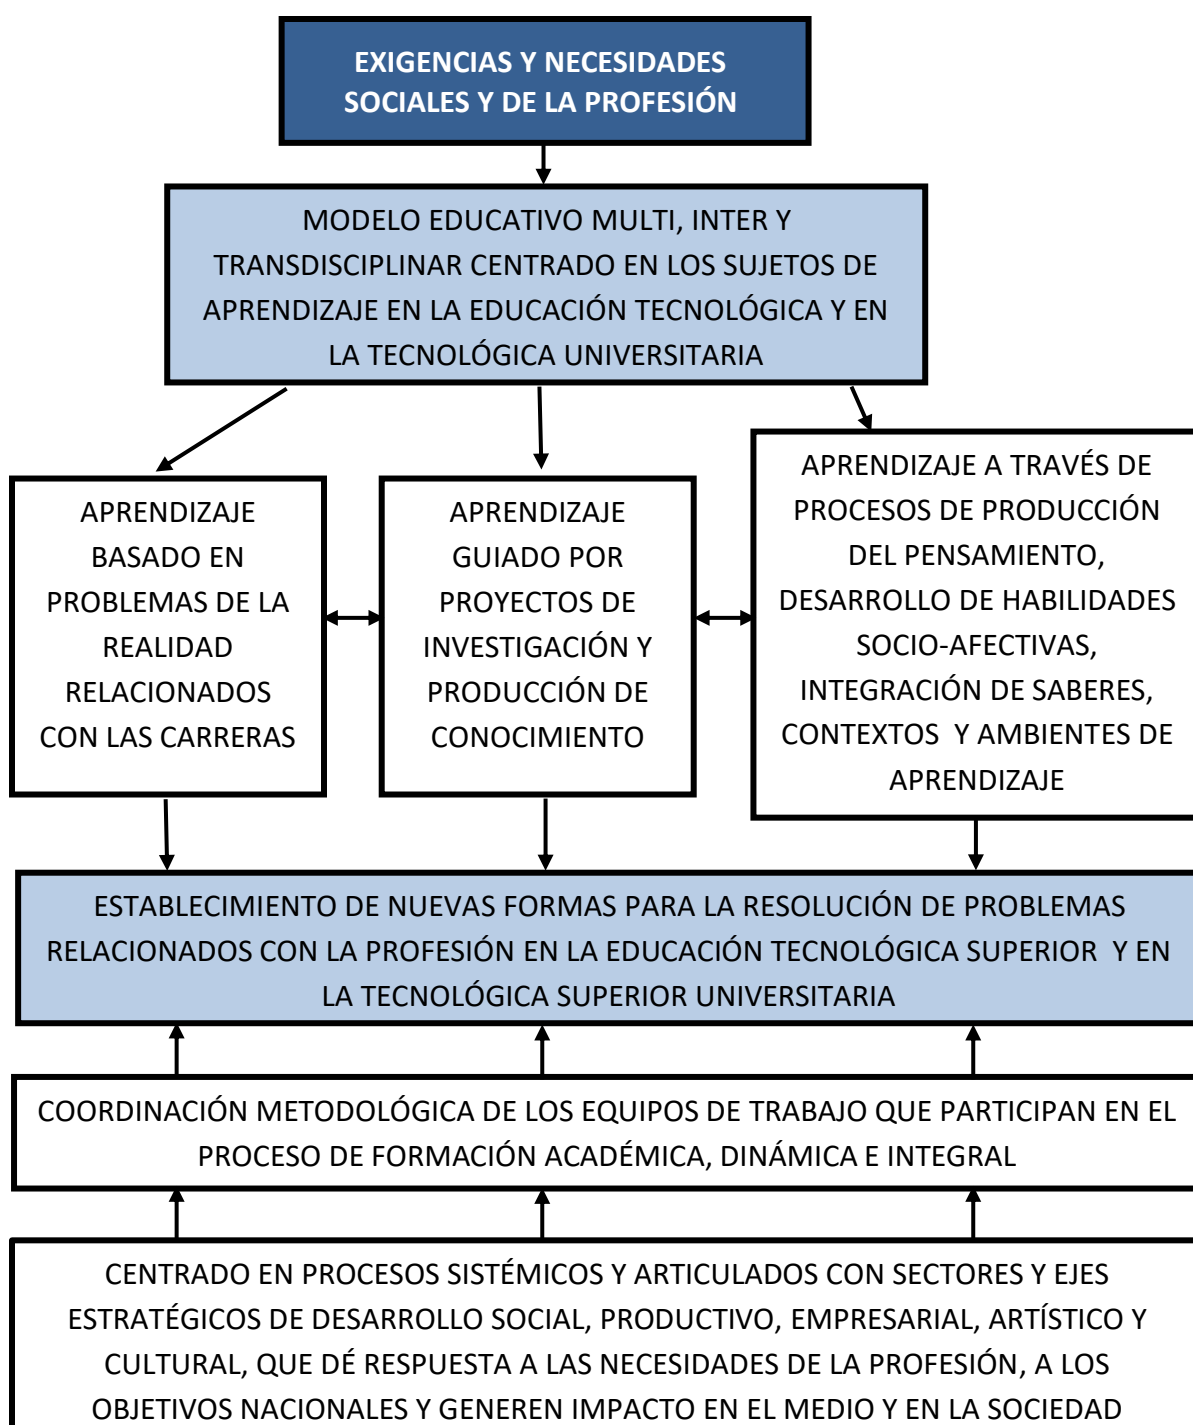 EXIGENCIAS Y NECESIDADES
SOCIALES Y DE LA PROFESIÓN
MODELO EDUCATIVO MULTI, INTER Y
TRANSDISCIPLINAR CENTRADO EN LOS SUJETOS DE
APRENDIZAJE EN LA EDUCACIÓN TECNOLÓGICA Y EN
LA TECNOLÓGICA UNIVERSITARIA
APRENDIZAJE
BASADO EN
PROBLEMAS DE LA
REALIDAD
RELACIONADOS
CON LAS CARRERAS
APRENDIZAJE
GUIADO POR
PROYECTOS DE
INVESTIGACIÓN Y
PRODUCCIÓN DE
CONOCIMIENTO
APRENDIZAJE A TRAVÉS DE
PROCESOS DE PRODUCCIÓN
DEL PENSAMIENTO,
DESARROLLO DE HABILIDADES
SOCIO-AFECTIVAS,
INTEGRACIÓN DE SABERES,
CONTEXTOS  Y AMBIENTES DE
APRENDIZAJE
ESTABLECIMIENTO DE NUEVAS FORMAS PARA LA RESOLUCIÓN DE PROBLEMAS
RELACIONADOS CON LA PROFESIÓN EN LA EDUCACIÓN TECNOLÓGICA SUPERIOR  Y EN
LA TECNOLÓGICA SUPERIOR UNIVERSITARIA
COORDINACIÓN METODOLÓGICA DE LOS EQUIPOS DE TRABAJO QUE PARTICIPAN EN EL
PROCESO DE FORMACIÓN ACADÉMICA, DINÁMICA E INTEGRAL
CENTRADO EN PROCESOS SISTÉMICOS Y ARTICULADOS CON SECTORES Y EJES
ESTRATÉGICOS DE DESARROLLO SOCIAL, PRODUCTIVO, EMPRESARIAL, ARTÍSTICO Y
CULTURAL, QUE DÉ RESPUESTA A LAS NECESIDADES DE LA PROFESIÓN, A LOS
OBJETIVOS NACIONALES Y GENEREN IMPACTO EN EL MEDIO Y EN LA SOCIEDAD